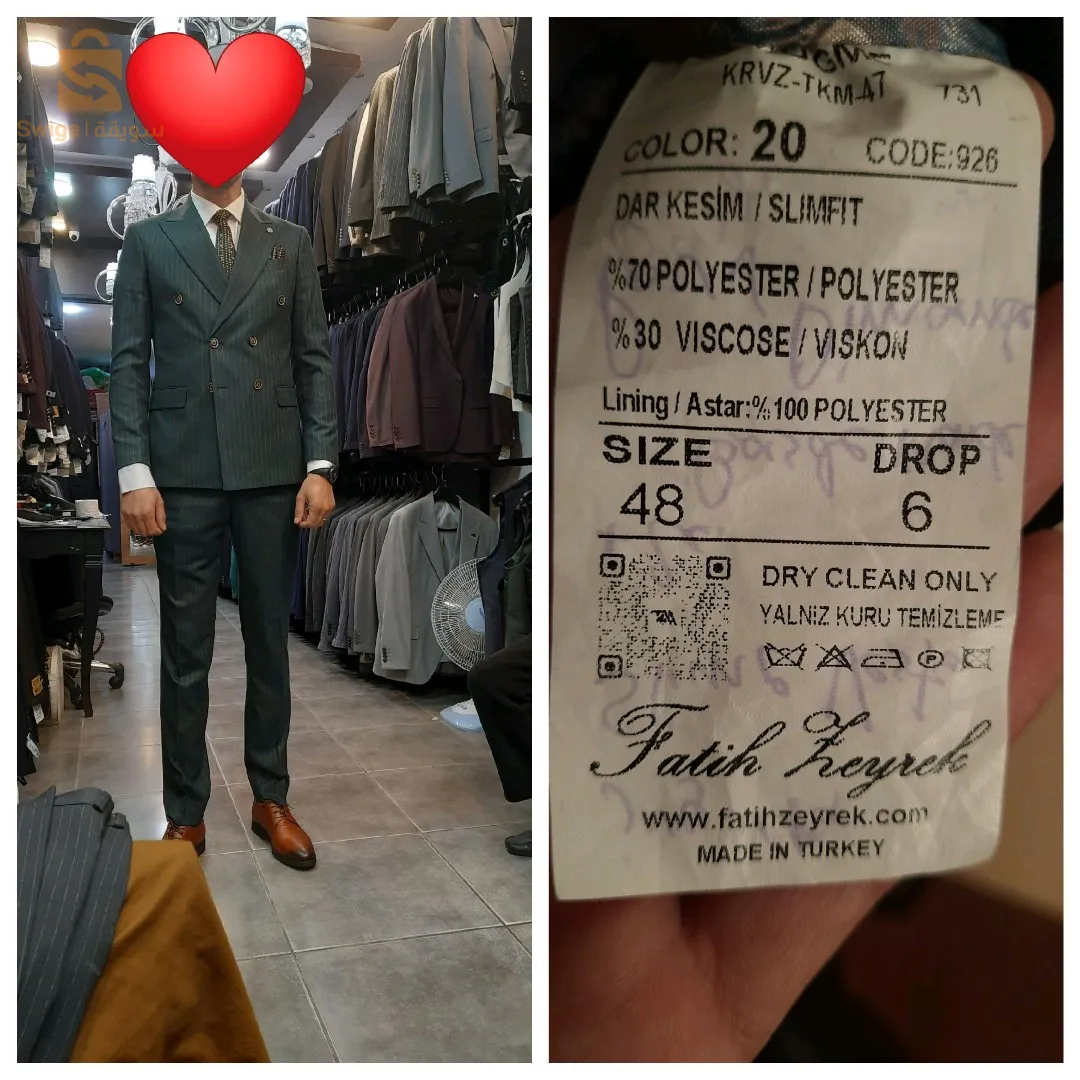 Swiga | سويقة
KRVZ-TKM-47 731
COLOR: 20 CODE:926
DAR KESİM / SLIMFIT
%70 POLYESTER / POLYESTER
%30 VISCOSE / VISKON
Lining / Astar:%100 POLYESTER
SIZE DROP
48 6
DRY CLEAN ONLY
YALNIZ KURU TEMİZLEME
P
Fatih Zeyrek
www.fatihzeyrek.com
MADE IN TURKEY